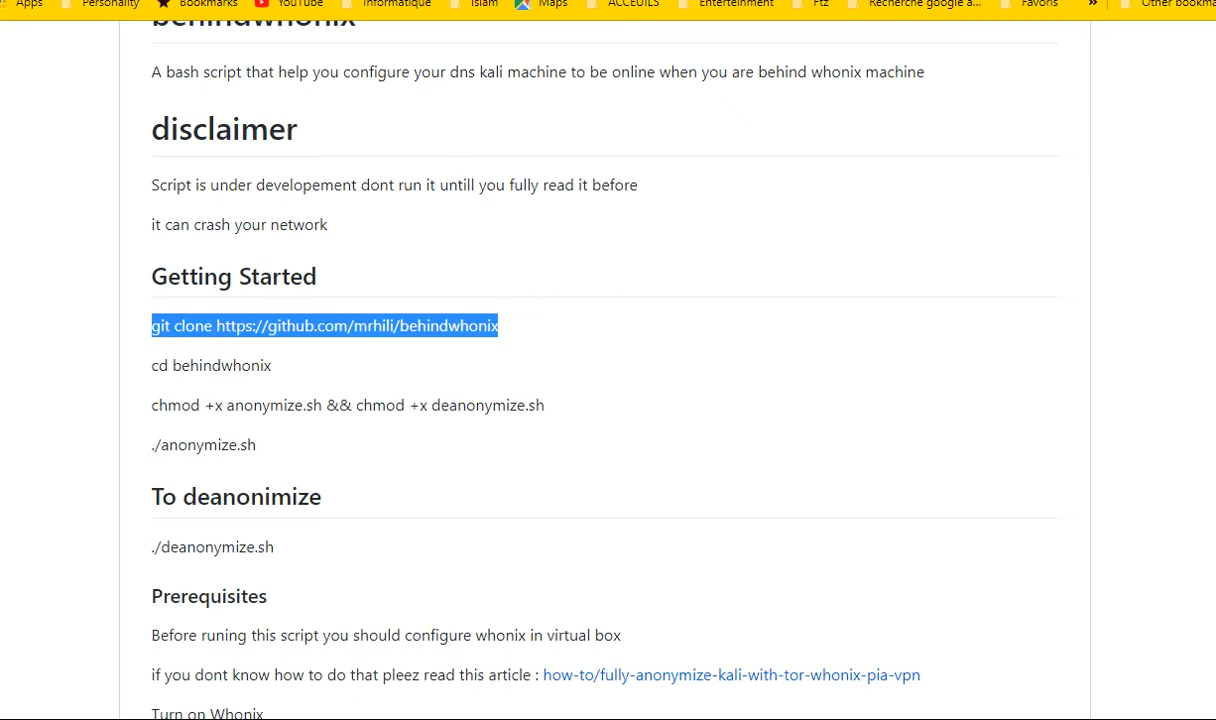 Apps Personality Bookmarks YouTube Informatique Islam Maps ACCEUILS Enterteinment Ftz Recherche google a... Favoris » Other bookma
behindwhonix
A bash script that help you configure your dns kali machine to be online when you are behind whonix machine
disclaimer
Script is under developement dont run it untill you fully read it before
it can crash your network
Getting Started
git clone https://github.com/mrhili/behindwhonix
cd behindwhonix
chmod +x anonymize.sh && chmod +x deanonymize.sh
./anonymize.sh
To deanonimize
./deanonymize.sh
Prerequisites
Before runing this script you should configure whonix in virtual box
if you dont know how to do that pleez read this article : how-to/fully-anonymize-kali-with-tor-whonix-pia-vpn
Turn on Whonix